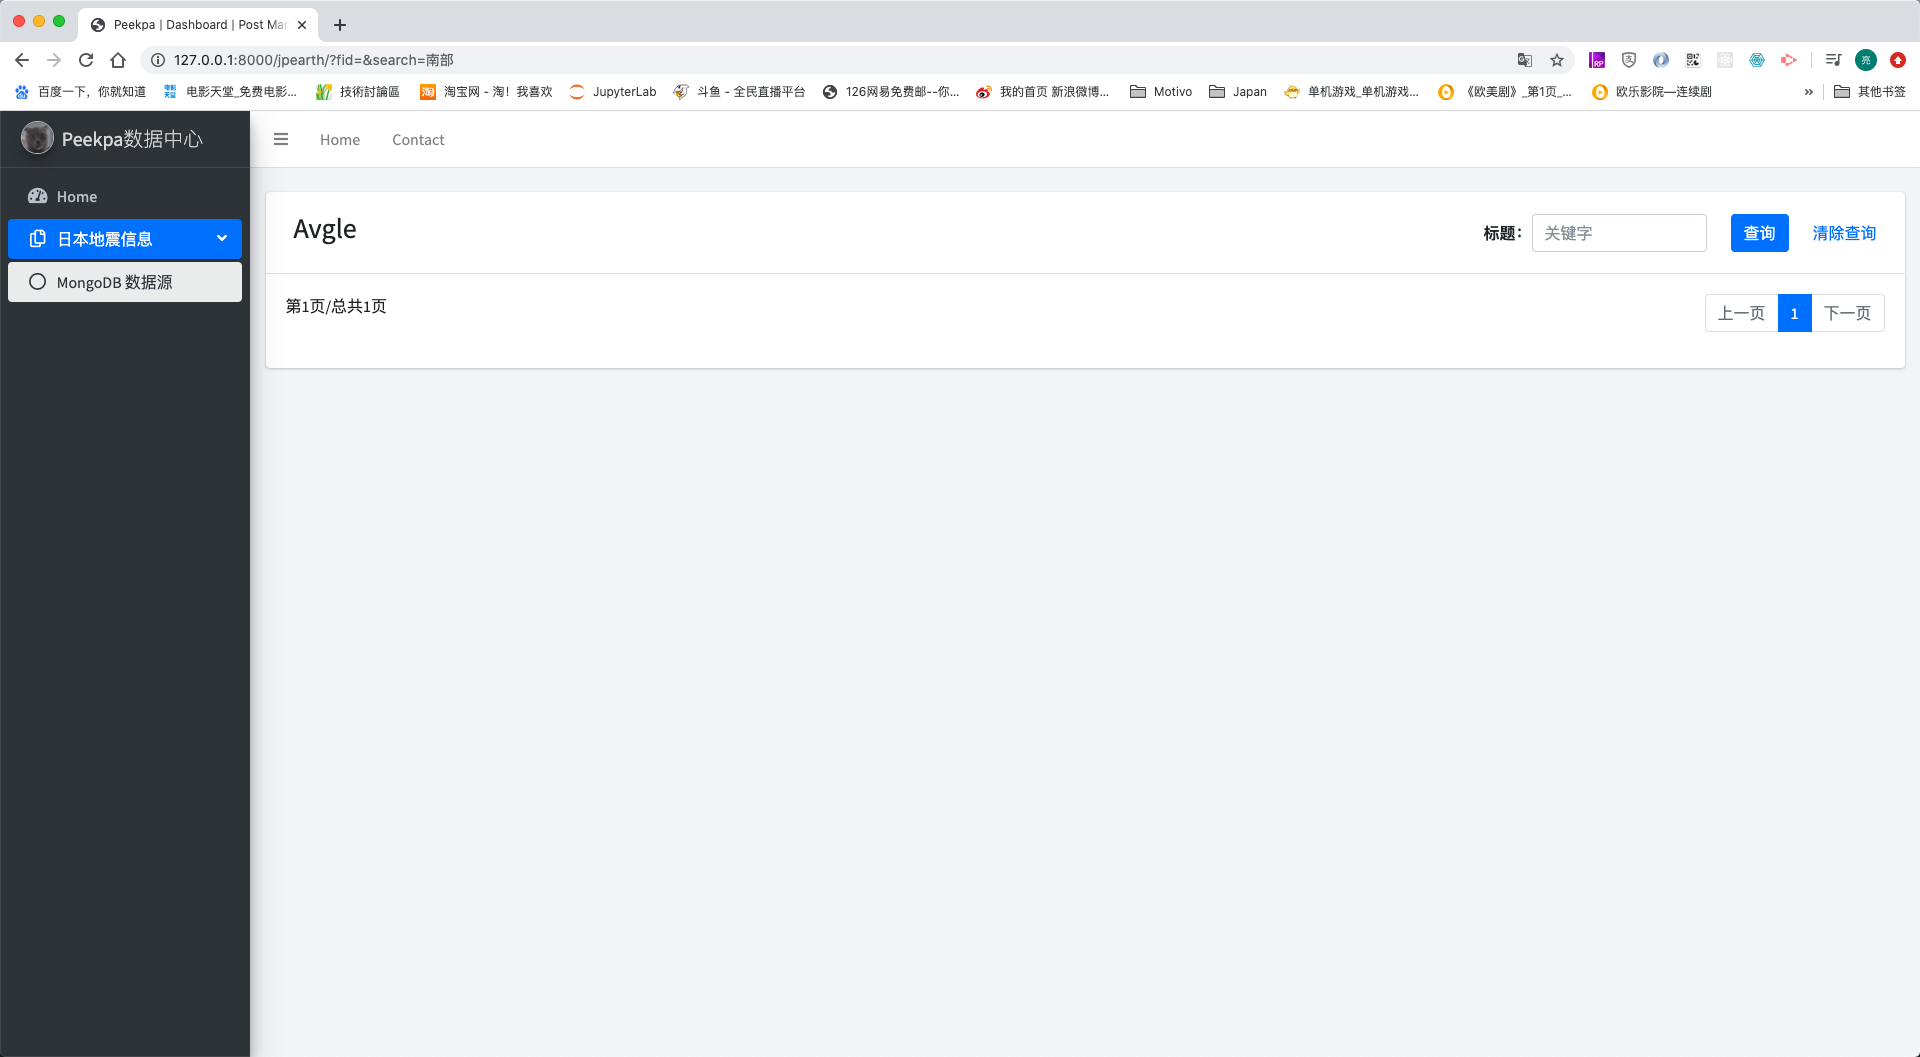 Peekpa | Dashboard | Post Ma
127.0.0.1:8000/jpearth/?fid=&search=南部
亮
百度一下，你就知道 电影天堂_免费电影... 技術討論區 淘宝网 - 淘！我喜欢 JupyterLab 斗鱼 - 全民直播平台 126网易免费邮--你... 我的首页 新浪微博... Motivo Japan 单机游戏_单机游戏... 《欧美剧》_第1页_... 欧乐影院—连续剧 » 其他书签
Peekpa数据中心
Home Contact
Home
日本地震信息
MongoDB 数据源
Avgle
标题： 关键字 查询 清除查询
第1页/总共1页
上一页 1 下一页